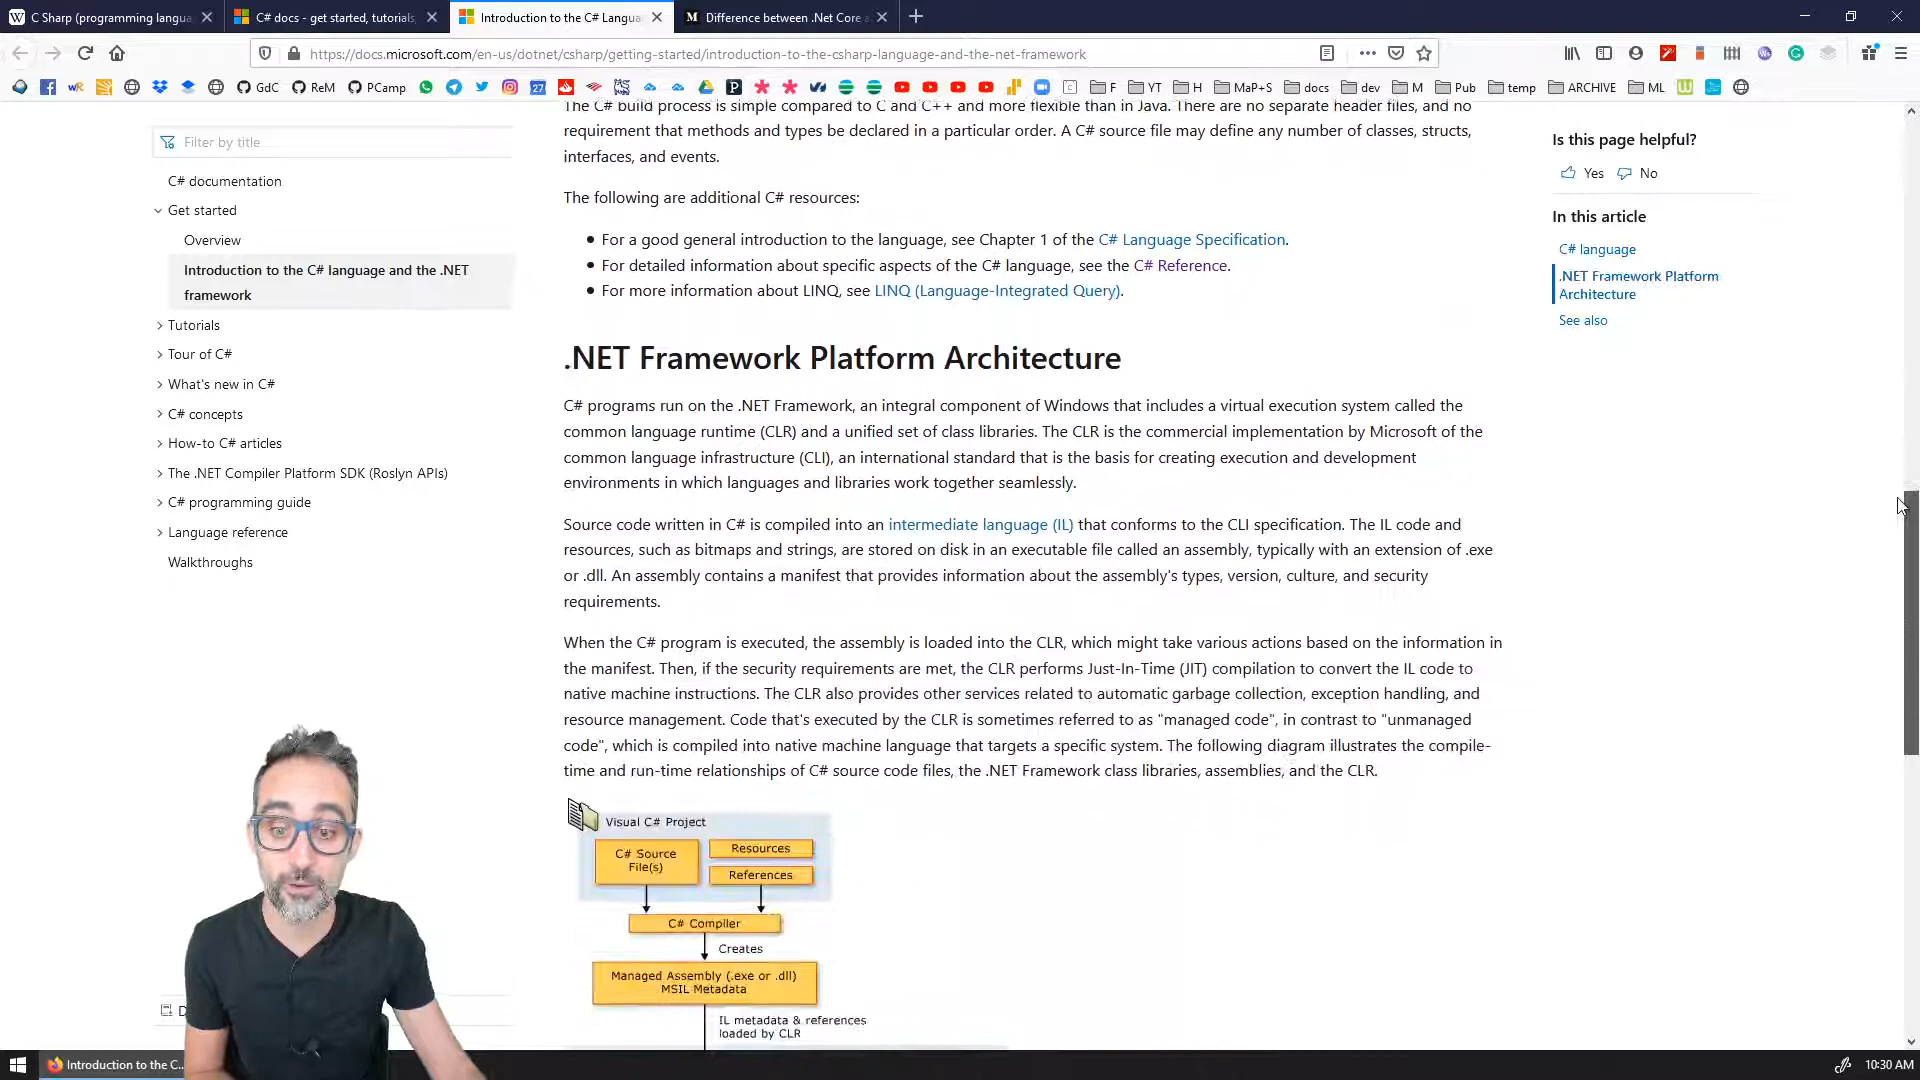 C Sharp (programming langua
C# docs - get started, tutorials,
Introduction to the C# Langua
Difference between .Net Core a
https://docs.microsoft.com/en-us/dotnet/csharp/getting-started/introduction-to-the-csharp-language-and-the-net-framework
GdC
ReM
PCamp
F
YT
H
MaP+S
docs
dev
M
Pub
temp
ARCHIVE
ML
Filter by title
C# documentation
Get started
Overview
Introduction to the C# language and the .NET
framework
Tutorials
Tour of C#
What's new in C#
C# concepts
How-to C# articles
The .NET Compiler Platform SDK (Roslyn APIs)
C# programming guide
Language reference
Walkthroughs
The C# build process is simple compared to C and C++ and more flexible than in Java. There are no separate header files, and no
requirement that methods and types be declared in a particular order. A C# source file may define any number of classes, structs,
interfaces, and events.
The following are additional C# resources:
• For a good general introduction to the language, see Chapter 1 of the C# Language Specification.
• For detailed information about specific aspects of the C# language, see the C# Reference.
• For more information about LINQ, see LINQ (Language-Integrated Query).
.NET Framework Platform Architecture
C# programs run on the .NET Framework, an integral component of Windows that includes a virtual execution system called the
common language runtime (CLR) and a unified set of class libraries. The CLR is the commercial implementation by Microsoft of the
common language infrastructure (CLI), an international standard that is the basis for creating execution and development
environments in which languages and libraries work together seamlessly.
Source code written in C# is compiled into an intermediate language (IL) that conforms to the CLI specification. The IL code and
resources, such as bitmaps and strings, are stored on disk in an executable file called an assembly, typically with an extension of .exe
or .dll. An assembly contains a manifest that provides information about the assembly's types, version, culture, and security
requirements.
When the C# program is executed, the assembly is loaded into the CLR, which might take various actions based on the information in
the manifest. Then, if the security requirements are met, the CLR performs Just-In-Time (JIT) compilation to convert the IL code to
native machine instructions. The CLR also provides other services related to automatic garbage collection, exception handling, and
resource management. Code that's executed by the CLR is sometimes referred to as "managed code", in contrast to "unmanaged
code", which is compiled into native machine language that targets a specific system. The following diagram illustrates the compile-
time and run-time relationships of C# source code files, the .NET Framework class libraries, assemblies, and the CLR.
Visual C# Project
C# Source
File(s)
Resources
References
C# Compiler
Creates
Managed Assembly (.exe or .dll)
MSIL Metadata
IL metadata & references
loaded by CLR
Is this page helpful?
Yes
No
In this article
C# language
.NET Framework Platform
Architecture
See also
D
Introduction to the C...
10:30 AM